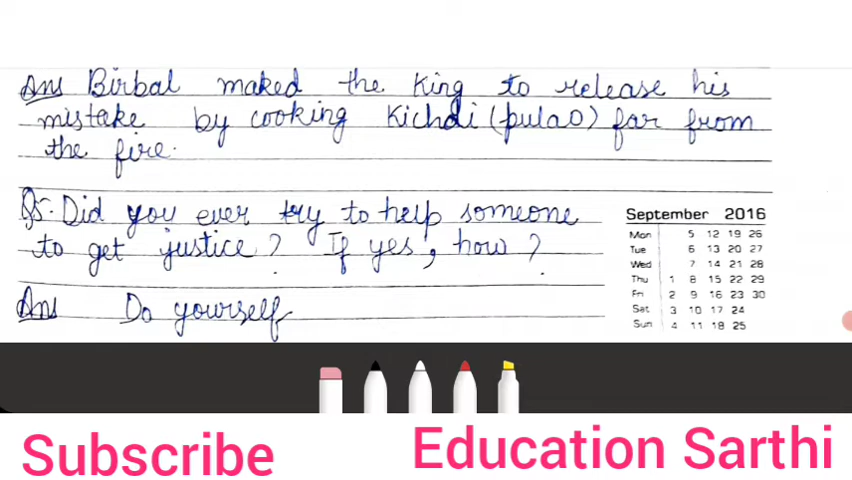 Ans Birbal maked the King to release his
mistake by cooking Kichdi (pulao) far from
the fire.
Q5. Did you ever try to help someone
to get justice? If yes, how?
Ans Do yourself
September 2016
Mon 5 12 19 26
Tue 6 13 20 27
Wed 7 14 21 28
Thu 1 8 15 22 29
Fri 2 9 16 23 30
Sat 3 10 17 24
Sun 4 11 18 25
Subscribe
Education Sarthi